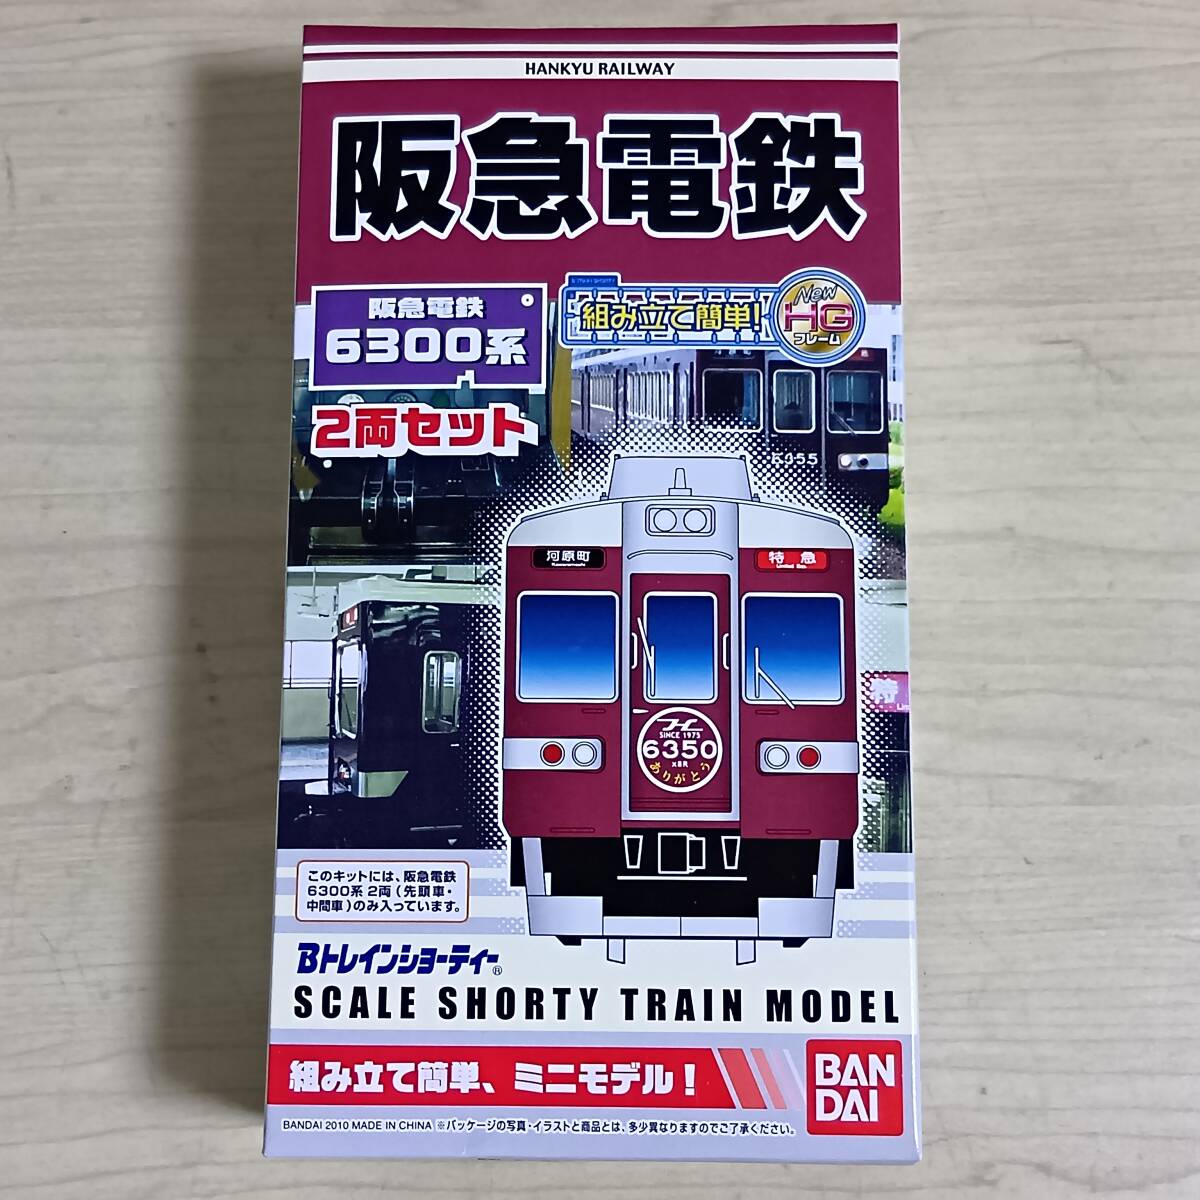 HANKYU RAILWAY
阪急電鉄
阪急電鉄
6300系
2両セット
組み立て簡単!
New
HG
フレーム
6355
河原町
Kawaramachi
特急
Limited Exp.
特
SINCE 1975
6350
×8R
ありがとう
このキットには、阪急電鉄
6300系 2両(先頭車・
中間車)のみ入っています。
Bトレインショーティー®
SCALE SHORTY TRAIN MODEL
組み立て簡単、ミニモデル!
BAN
DAI
BANDAI 2010 MADE IN CHINA ※パッケージの写真・イラストと商品とは、多少異なりますのでご了承ください。